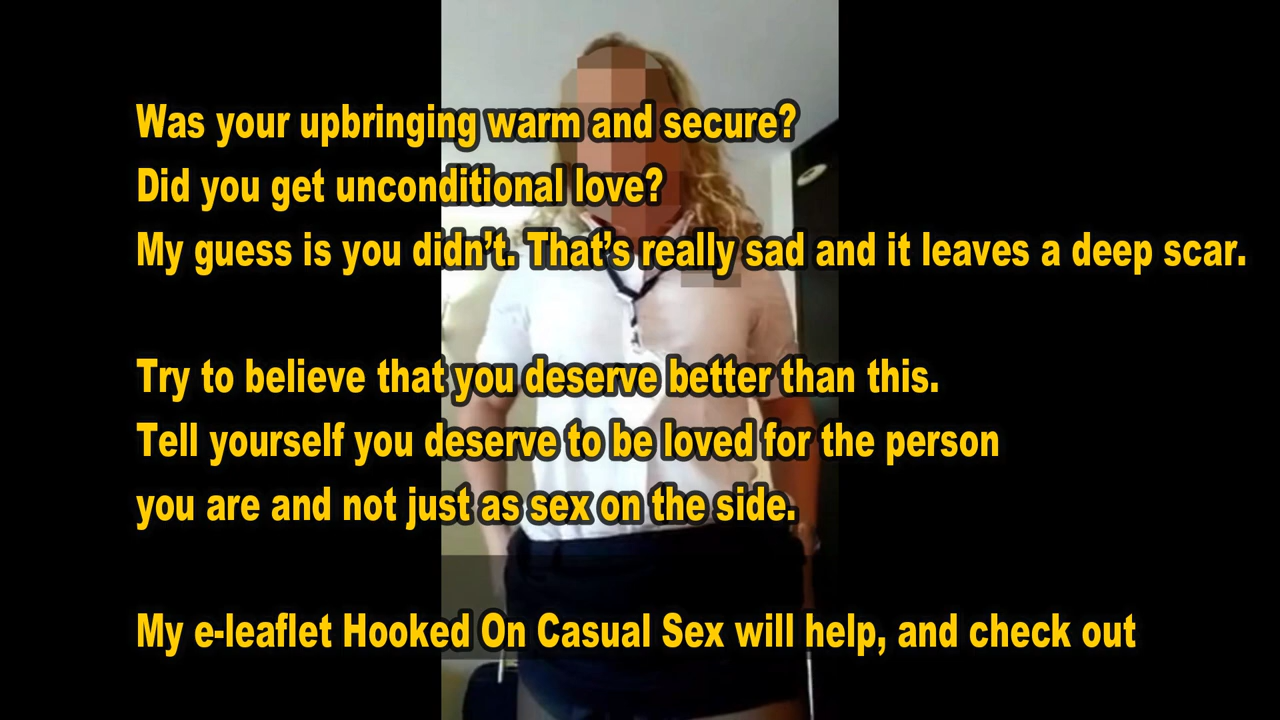 Was your upbringing warm and secure?
Did you get unconditional love?
My guess is you didn’t. That’s really sad and it leaves a deep scar.
Try to believe that you deserve better than this.
Tell yourself you deserve to be loved for the person
you are and not just as sex on the side.
My e-leaflet Hooked On Casual Sex will help, and check out